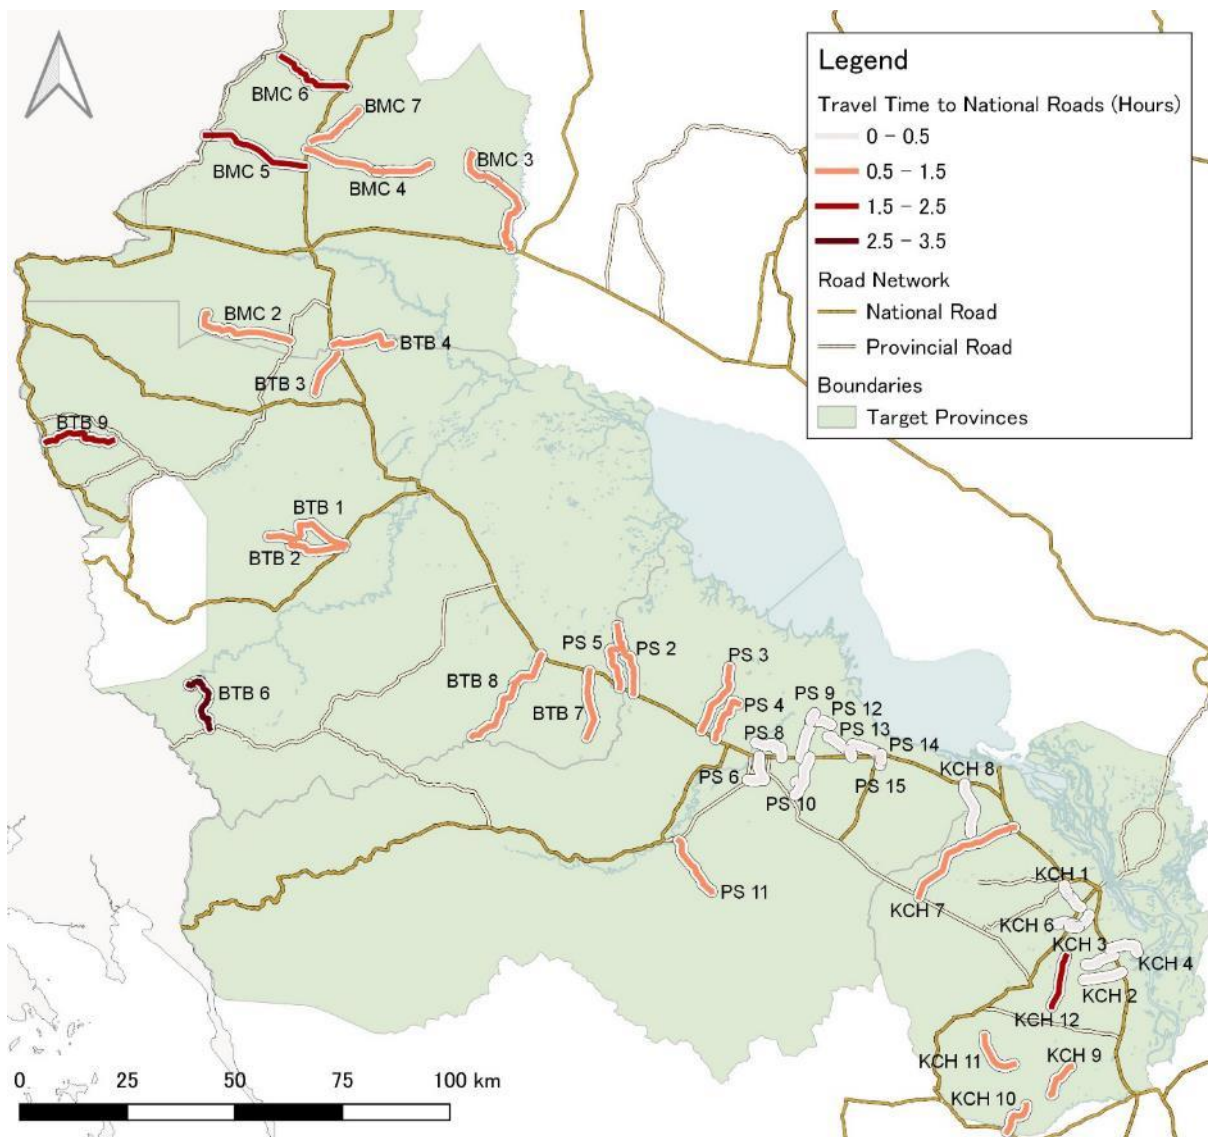 Legend
Travel Time to National Roads (Hours)
0 - 0.5
0.5 - 1.5
1.5 - 2.5
2.5 - 3.5
Road Network
National Road
Provincial Road
Boundaries
Target Provinces
BMC 6
BMC 7
BMC 5
BMC 4
BMC 3
BMC 2
BTB 4
BTB 3
BTB 9
BTB 1
BTB 2
PS 5
PS 2
PS 3
BTB 6
BTB 8
BTB 7
PS 4
PS 9
PS 12
PS 8
PS 13
PS 14
PS 6
PS 10
PS 15
KCH 8
PS 11
KCH 7
KCH 1
KCH 6
KCH 3
KCH 4
KCH 2
KCH 12
KCH 11
KCH 9
KCH 10
0 25 50 75 100 km